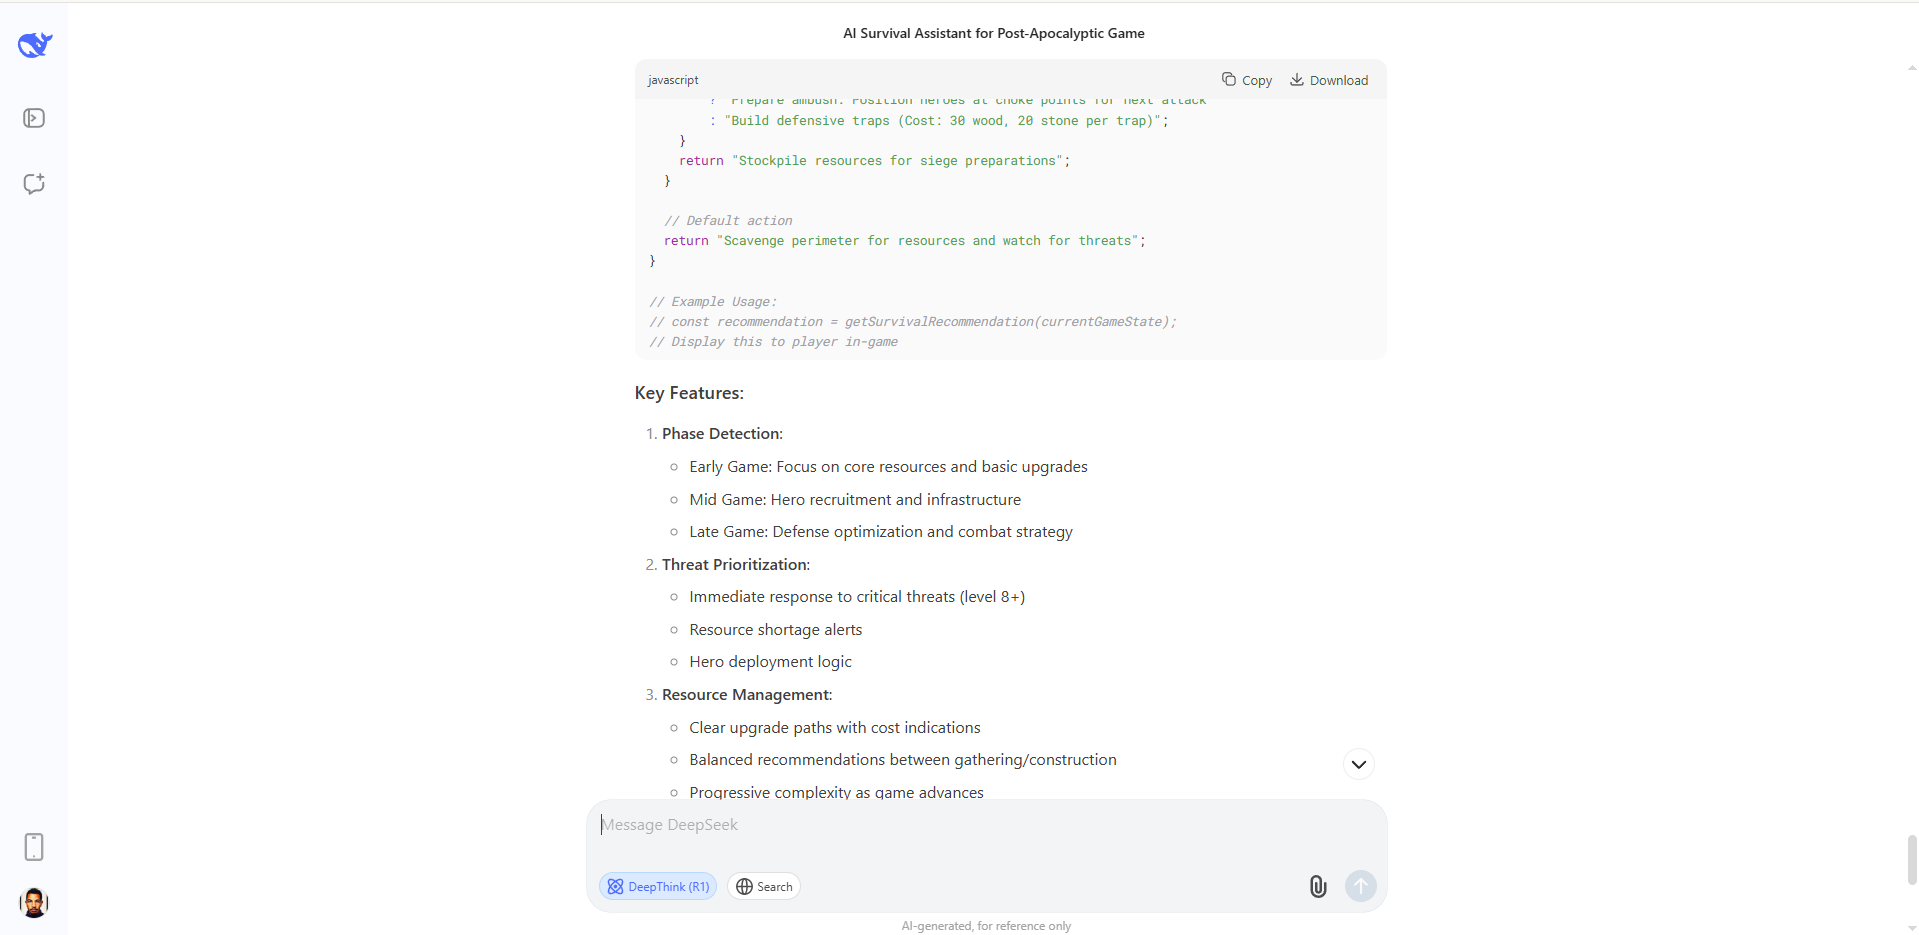 AI Survival Assistant for Post-Apocalyptic Game
javascript
Copy
Download
? "Prepare ambush: Position heroes at choke points for next attack"
: "Build defensive traps (Cost: 30 wood, 20 stone per trap)";
}
return "Stockpile resources for siege preparations";
}
// Default action
return "Scavenge perimeter for resources and watch for threats";
}
// Example Usage:
// const recommendation = getSurvivalRecommendation(currentGameState);
// Display this to player in-game
Key Features:
1. Phase Detection:
Early Game: Focus on core resources and basic upgrades
Mid Game: Hero recruitment and infrastructure
Late Game: Defense optimization and combat strategy
2. Threat Prioritization:
Immediate response to critical threats (level 8+)
Resource shortage alerts
Hero deployment logic
3. Resource Management:
Clear upgrade paths with cost indications
Balanced recommendations between gathering/construction
Progressive complexity as game advances
Message DeepSeek
DeepThink (R1)
Search
AI-generated, for reference only